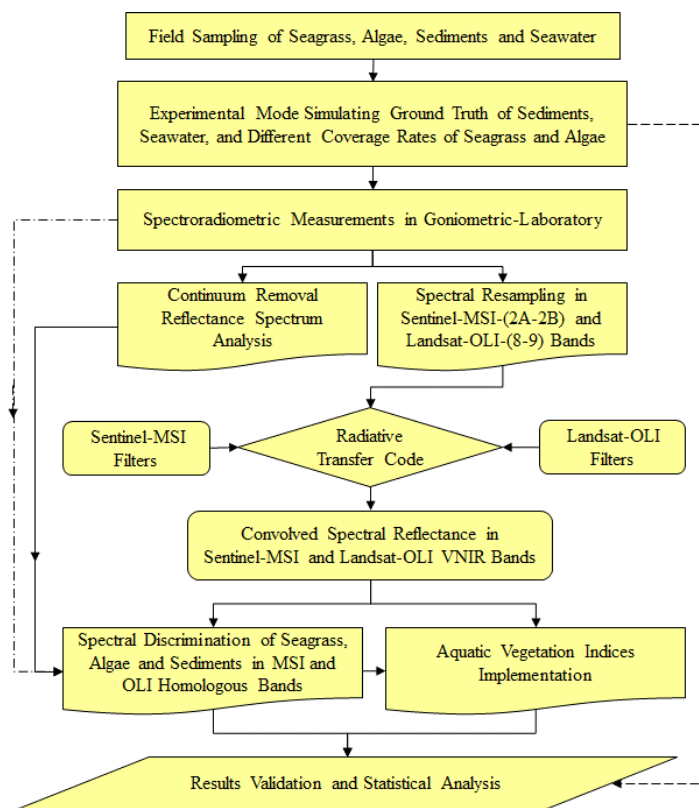 Field Sampling of Seagrass, Algae, Sediments and Seawater
Experimental Mode Simulating Ground Truth of Sediments,
Seawater, and Different Coverage Rates of Seagrass and Algae
Spectroradiometric Measurements in Goniometric-Laboratory
Continuum Removal
Reflectance Spectrum
Analysis
Spectral Resampling in
Sentinel-MSI-(2A-2B) and
Landsat-OLI-(8-9) Bands
Sentinel-MSI
Filters
Radiative
Transfer Code
Landsat-OLI
Filters
Convolved Spectral Reflectance in
Sentinel-MSI and Landsat-OLI VNIR Bands
Spectral Discrimination of Seagrass,
Algae and Sediments in MSI and
OLI Homologous Bands
Aquatic Vegetation Indices
Implementation
Results Validation and Statistical Analysis